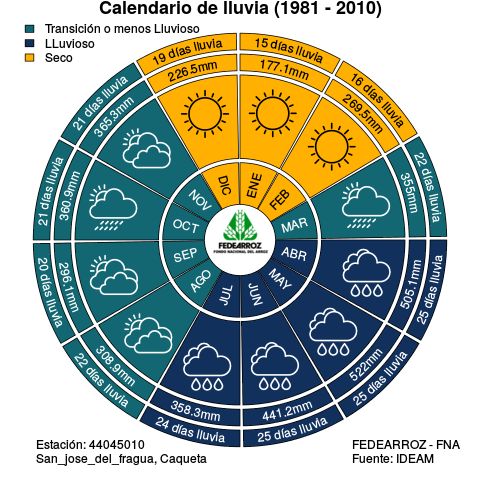 Calendario de lluvia (1981 - 2010)
Transición o menos Lluvioso
LLuvioso
Seco
15 días lluvia
177.1mm
ENE
16 días lluvia
269.5mm
FEB
22 días lluvia
355mm
MAR
25 días lluvia
505.1mm
ABR
25 días lluvia
522mm
MAY
25 días lluvia
441.2mm
JUN
24 días lluvia
358.3mm
JUL
22 días lluvia
308.9mm
AGO
20 días lluvia
296.1mm
SEP
21 días lluvia
360.9mm
OCT
21 días lluvia
365.3mm
NOV
19 días lluvia
226.5mm
DIC
FEDEARROZ
FONDO NACIONAL DEL ARROZ
Estación: 44045010
San_jose_del_fragua, Caqueta
FEDEARROZ - FNA
Fuente: IDEAM